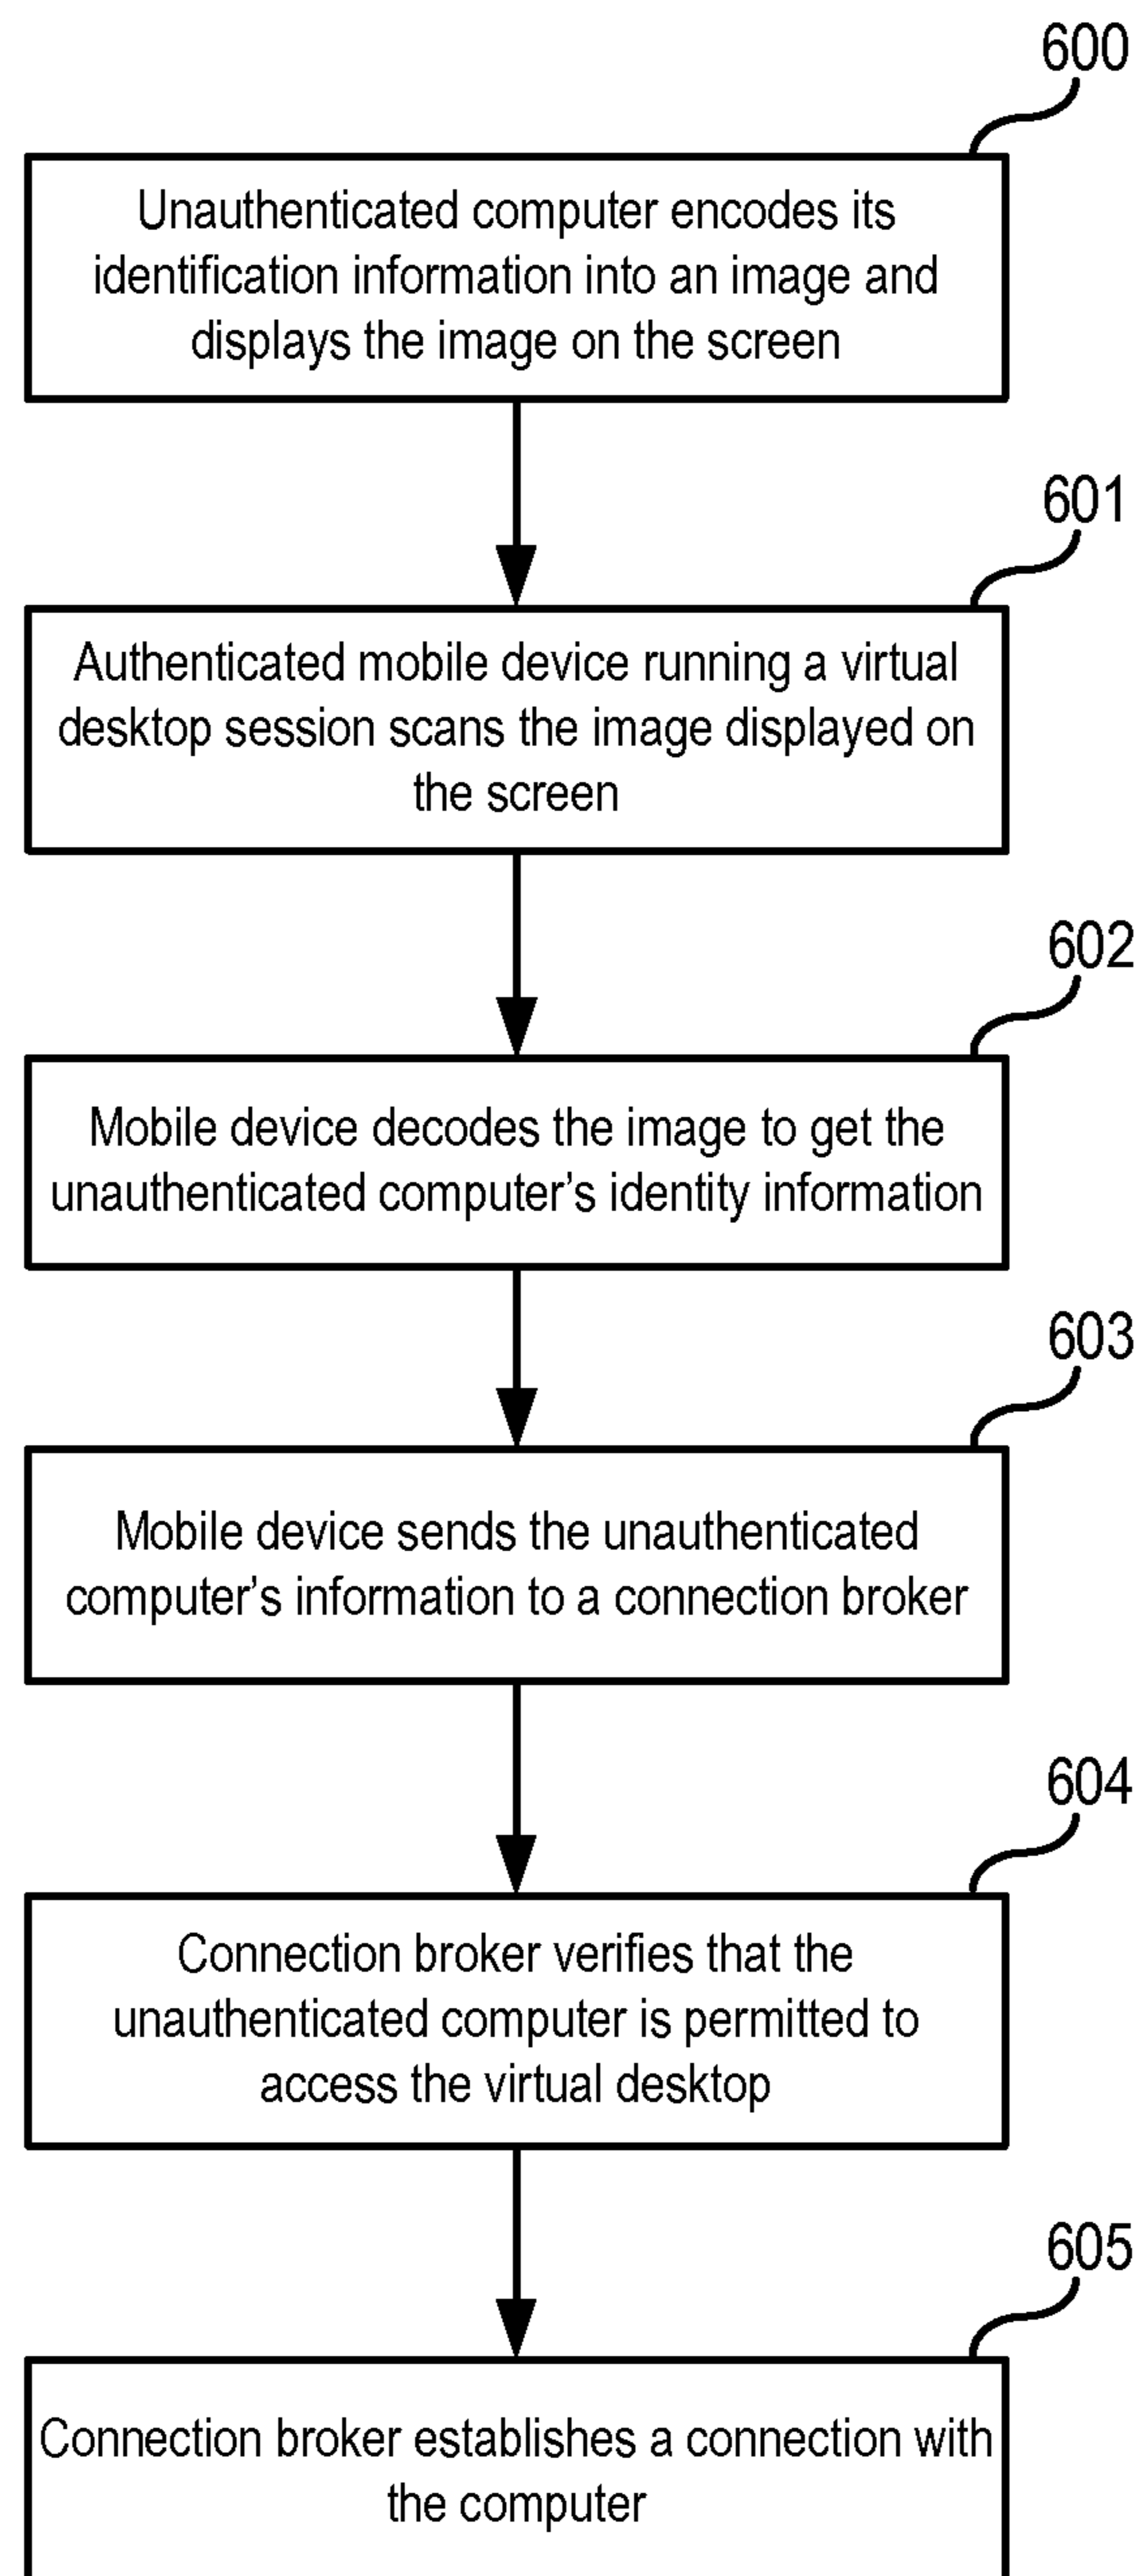 600
Unauthenticated computer encodes its
identification information into an image and
displays the image on the screen
601
Authenticated mobile device running a virtual
desktop session scans the image displayed on
the screen
602
Mobile device decodes the image to get the
unauthenticated computer’s identity information
603
Mobile device sends the unauthenticated
computer’s information to a connection broker
604
Connection broker verifies that the
unauthenticated computer is permitted to
access the virtual desktop
605
Connection broker establishes a connection with
the computer